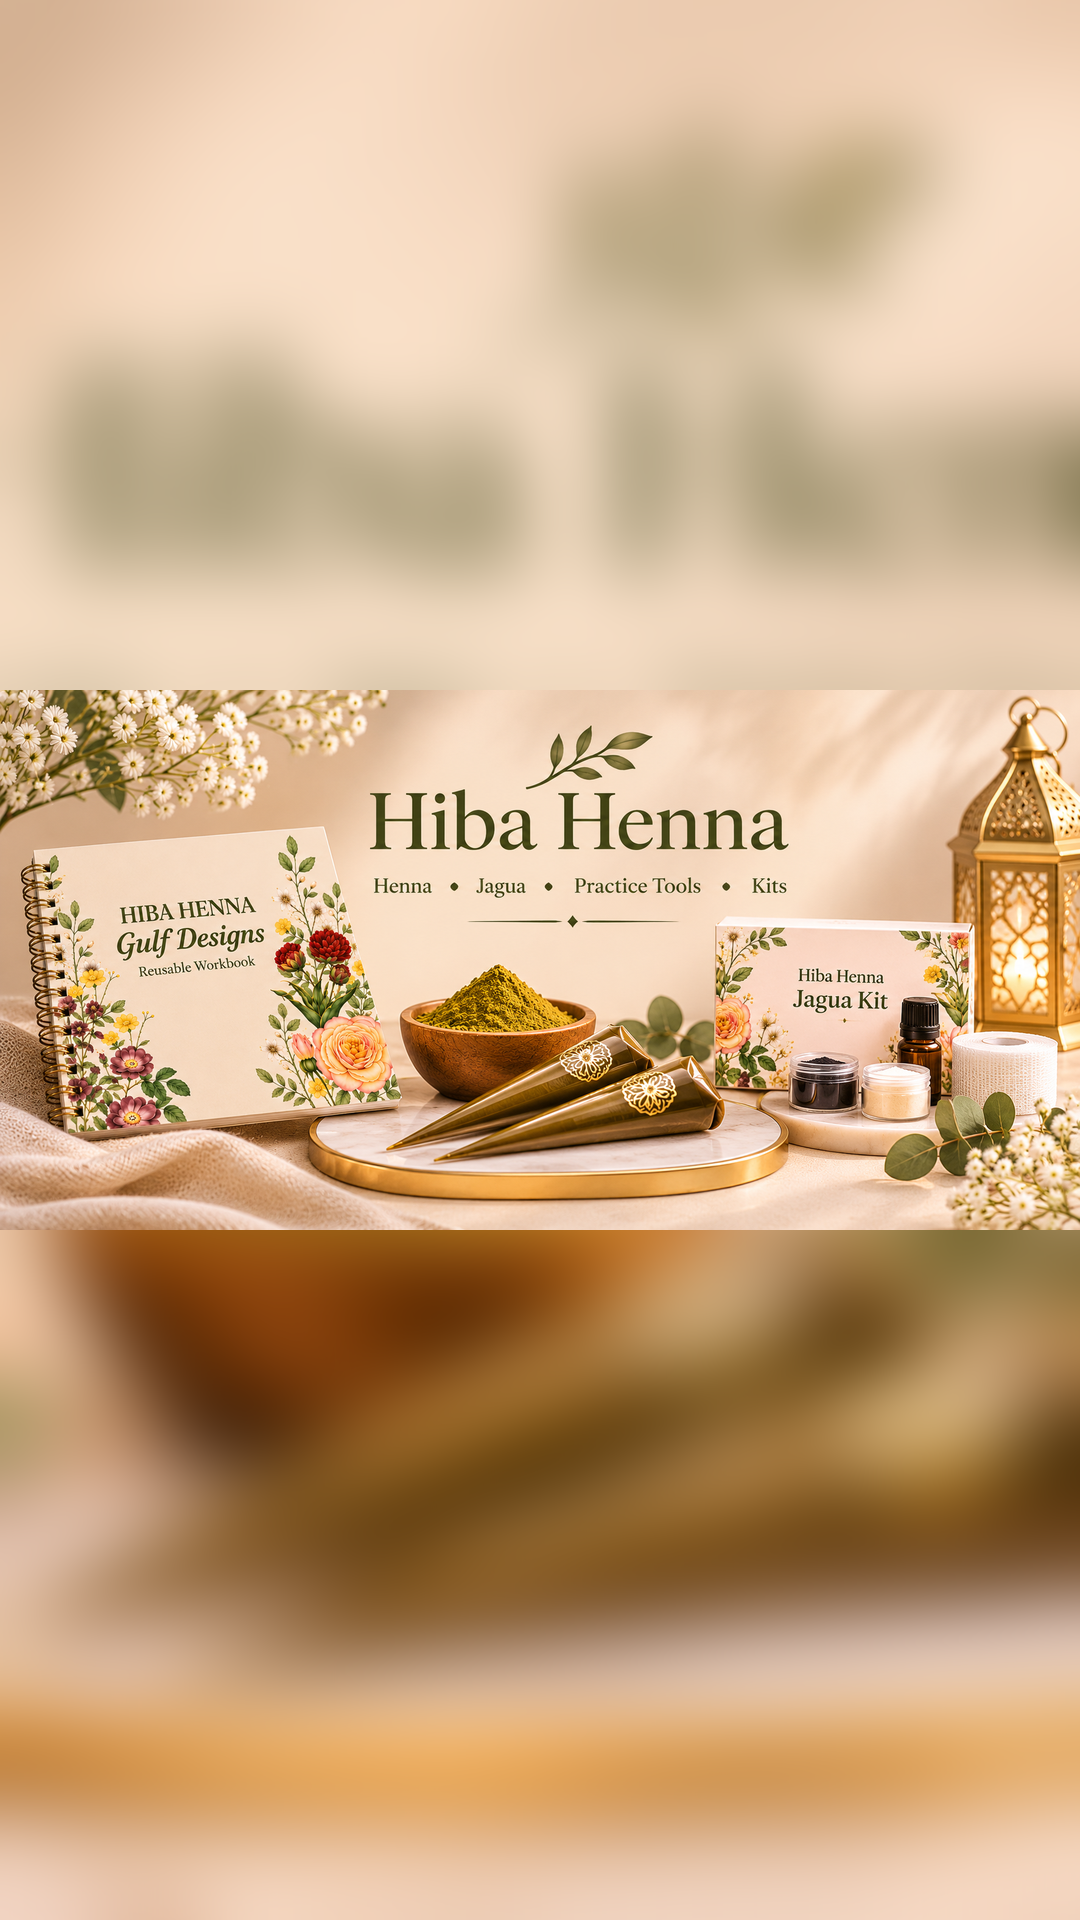 Hiba Henna
Henna • Jagua • Practice Tools • Kits
HIBA HENNA
Gulf Designs
Reusable Workbook
Hiba Henna
Jagua Kit